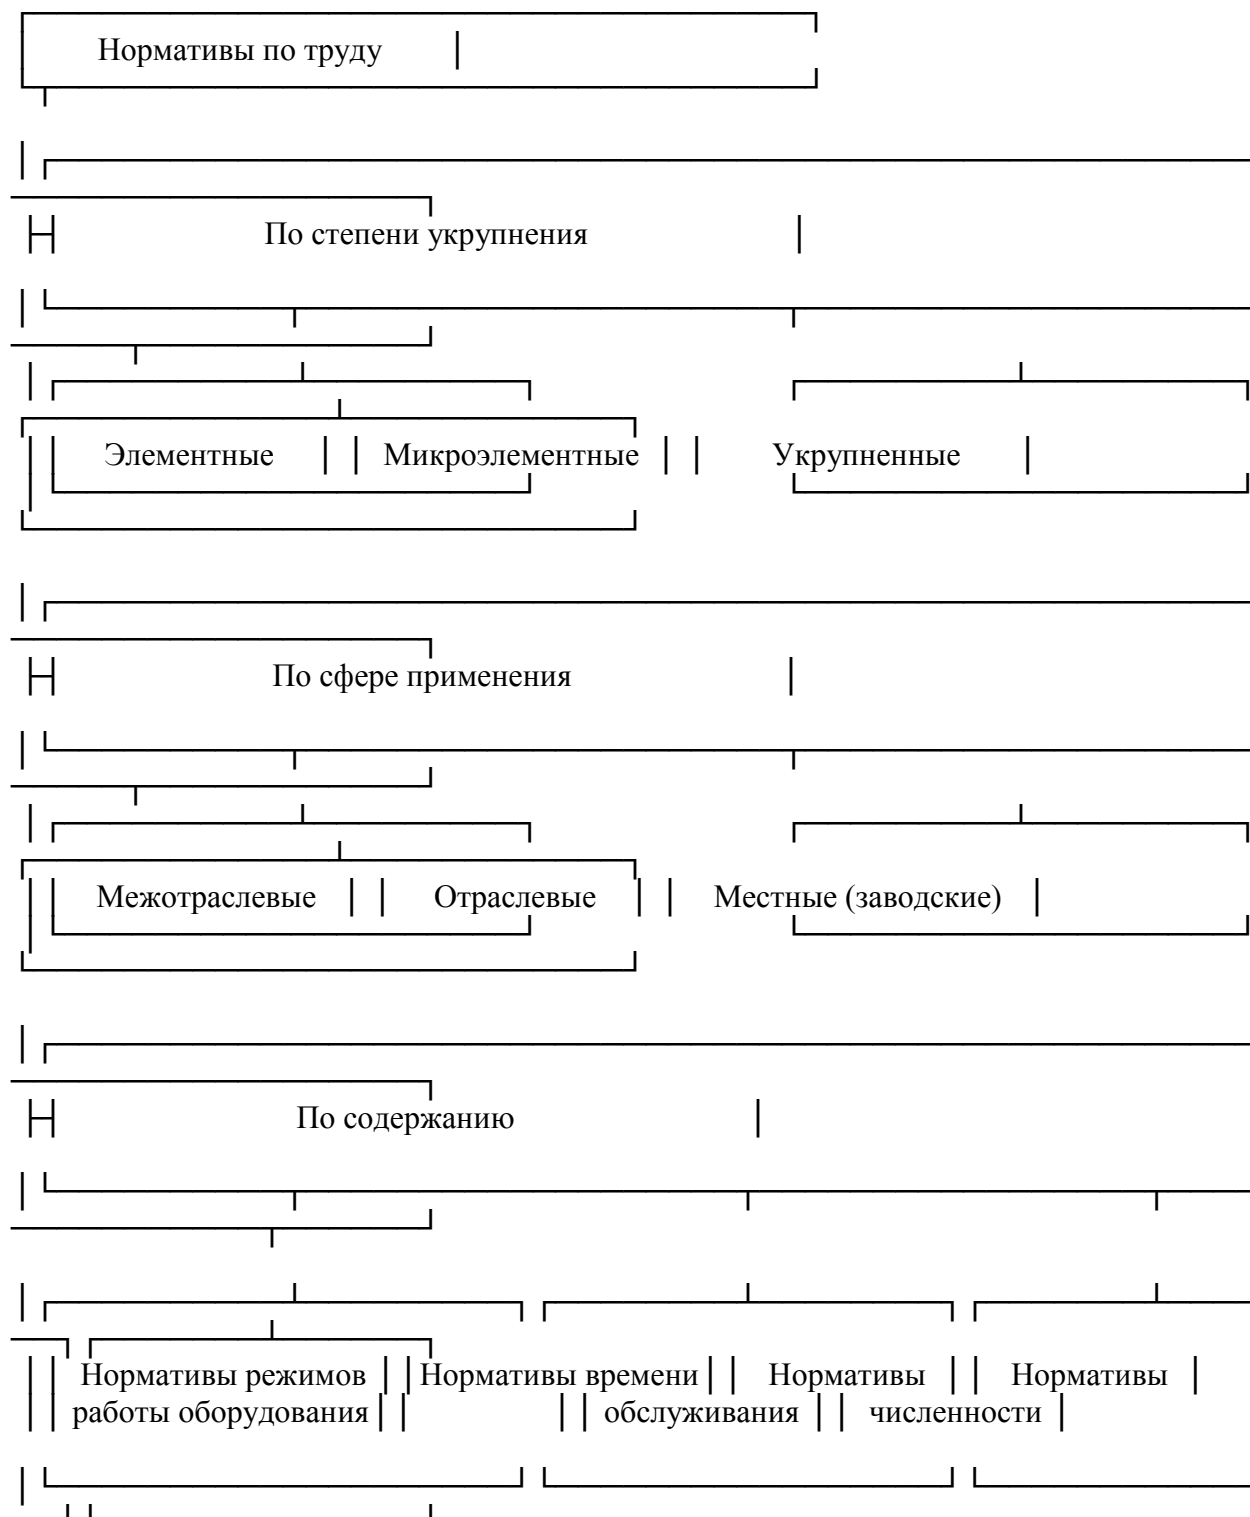 Нормативы по труду
По степени укрупнения
Элементные Микроэлементные Укрупненные
По сфере применения
Межотраслевые Отраслевые Местные (заводские)
По содержанию
Нормативы режимов Нормативы времени Нормативы Нормативы
работы оборудования обслуживания численности